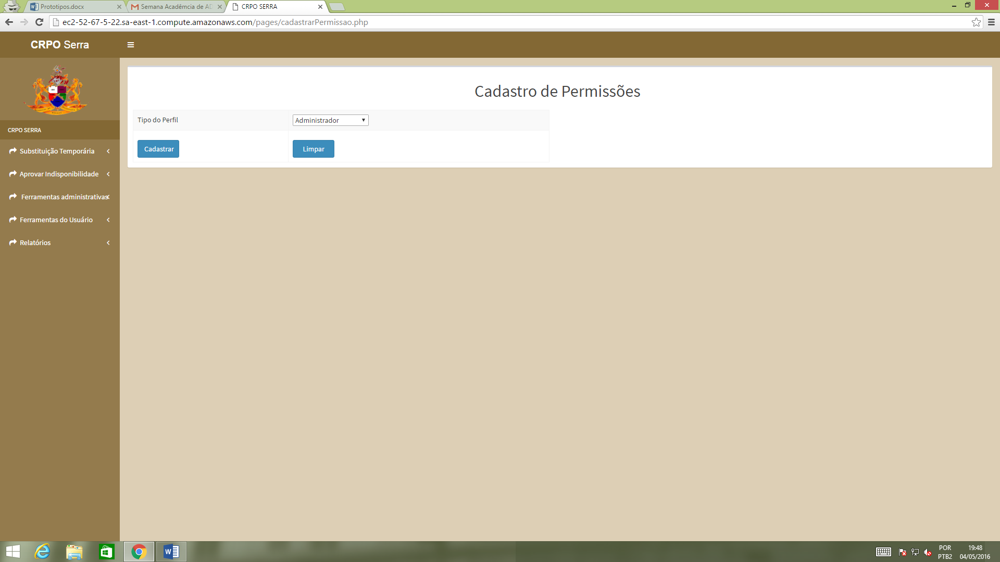 Prototipos.docx
Semana Acadêmcia de AD
CRPO SERRA
ec2-52-67-5-22.sa-east-1.compute.amazonaws.com/pages/cadastrarPermissao.php
CRPO Serra
CRPO SERRA
Substituição Temporária
Aprovar Indisponibilidade
Ferramentas administrativas
Ferramentas do Usuário
Relatórios
Cadastro de Permissões
Tipo do Perfil
Administrador
Cadastrar
Limpar
POR
PTB2
19:48
04/05/2016